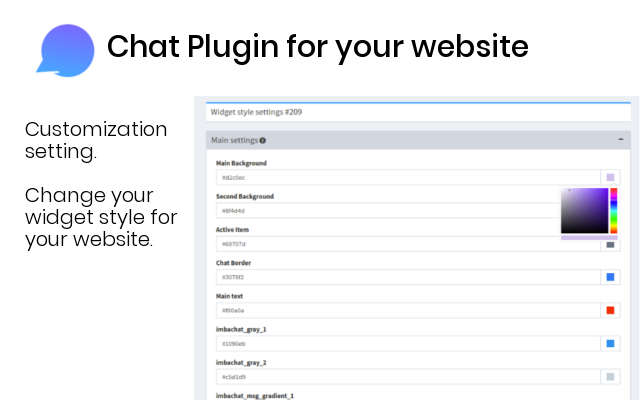 Chat Plugin for your website
Customization
setting.
Change your
widget style for
your website.
Widget style settings #209
Main settings
Main Background
#d2c0ec
Second Background
#8f4d4d
Active Item
#68707d
Chat Border
#3078f2
Main text
#f80a0a
imbachat_gray_1
#1090eb
imbachat_gray_2
#c5d1d9
imbachat_msg_gradient_1